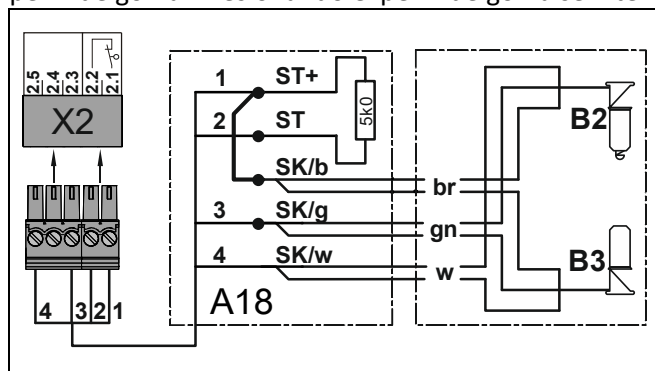 2.5
2.4
2.3
2.2
2.1
X2
4 3 2 1
1 ST+
2 ST
5k0
SK/b
3 SK/g
4 SK/w
A18
br
gn
w
B2
B3